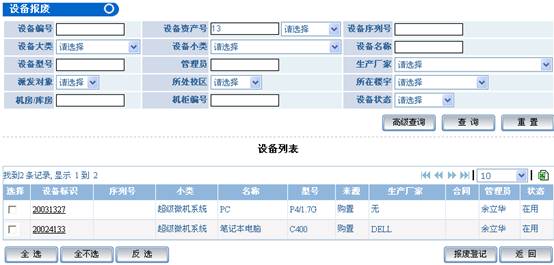 设备报废
设备编号 设备资产号 13 请选择 设备序列号
设备大类 请选择 设备小类 请选择 设备名称
设备型号 管理员 生产厂家 请选择
派发对象 请选择 所处校区 请选择 所在楼宇 请选择
机房/库房 机柜编号 设备状态 请选择
高级查询 查 询 重 置
设备列表
找到2 条记录, 显示 1 到 2 10
选择 设备标识 序列号 小类 名称 型号 来源 生产厂家 合同 管理员 状态
20031327 超级微机系统 PC P4/1.7G 购置 无 余立华 在用
20024133 超级微机系统 笔记本电脑 C400 购置 DELL 余立华 在用
全 选 全不选 反 选 报废登记 返 回